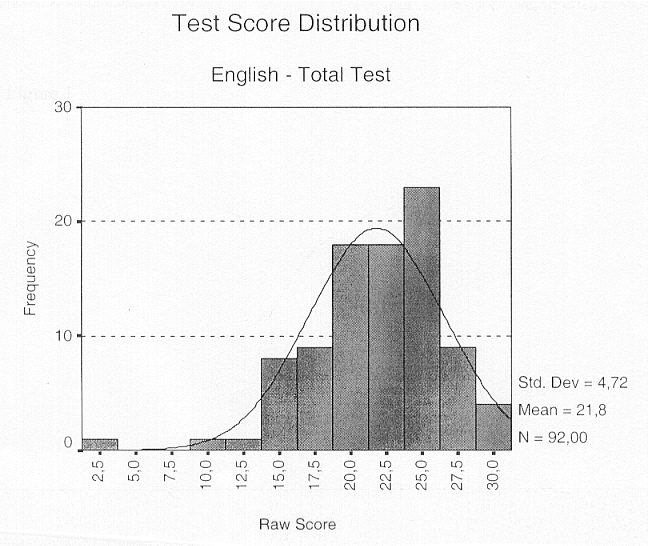 Test Score Distribution
English - Total Test
30
20
10
0
Frequency
2,5
5,0
7,5
10,0
12,5
15,0
17,5
20,0
22,5
25,0
27,5
30,0
Raw Score
Std. Dev = 4,72
Mean = 21,8
N = 92,00